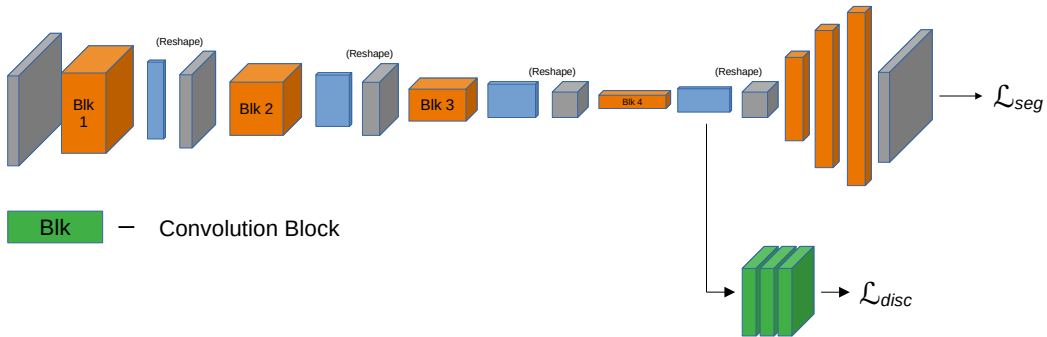 (Reshape)
(Reshape)
(Reshape)
(Reshape)
Blk
1
Blk 2
Blk 3
Blk 4
ℒseg
Blk – Convolution Block
ℒdisc